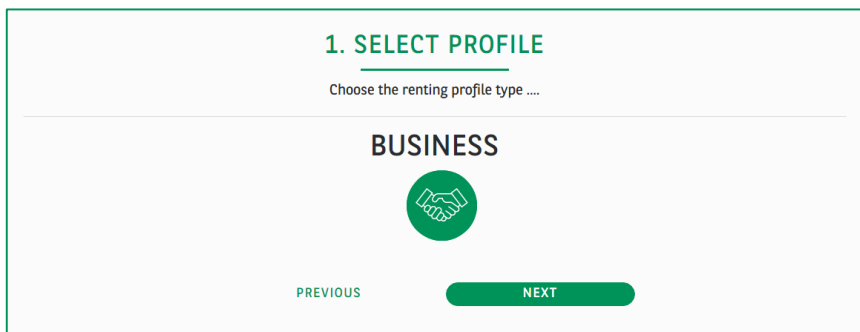 1. SELECT PROFILE
Choose the renting profile type ....
BUSINESS
PREVIOUS NEXT